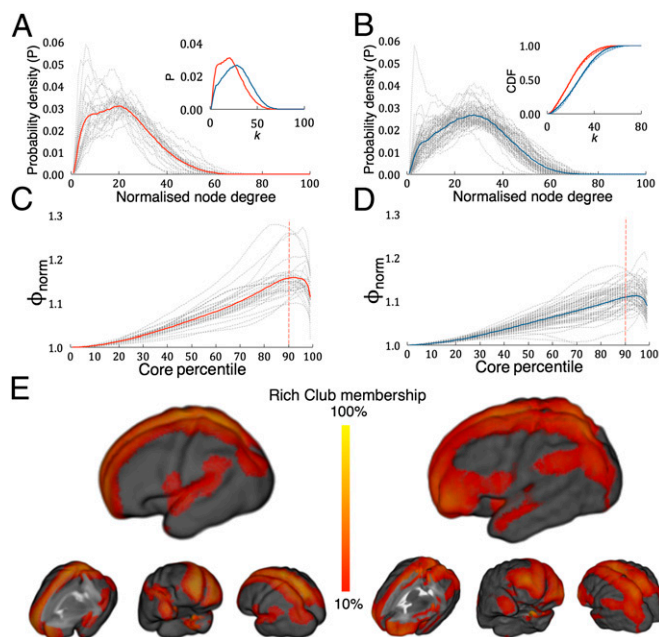 A
B
Probability density (P)
0.06
0.05
0.04
0.03
0.02
0.01
0.00
0
20
40
60
80
100
Normalised node degree
P
0.04
0.02
0.00
0
50
100
k
Probability density (P)
0.06
0.05
0.04
0.03
0.02
0.01
0.00
0
20
40
60
80
100
Normalised node degree
CDF
1.00
0.50
0.00
0
40
80
k
C
D
ϕnorm
1.3
1.2
1.1
1.0
0 10 20 30 40 50 60 70 80 90 100
Core percentile
ϕnorm
1.3
1.2
1.1
1.0
0 10 20 30 40 50 60 70 80 90 100
Core percentile
E
Rich Club membership
100%
10%